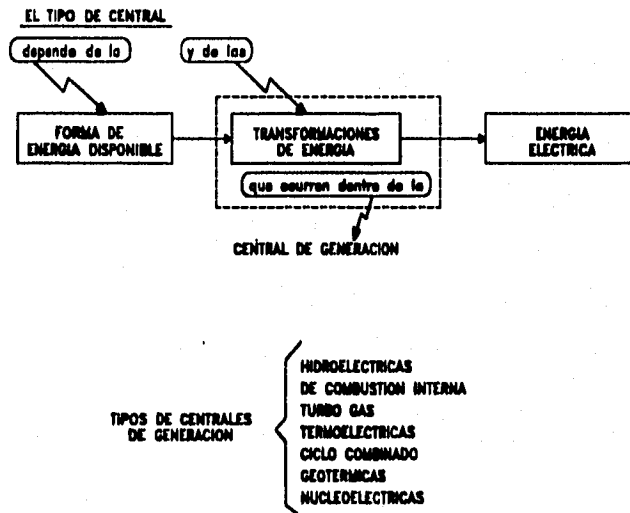 EL TIPO DE CENTRAL
depende de la
y de las
FORMA DE
ENERGIA DISPONIBLE
TRANSFORMACIONES
DE ENERGIA
ENERGIA
ELECTRICA
que ocurren dentro de la
CENTRAL DE GENERACION
TIPOS DE CENTRALES
DE GENERACION
HIDROELECTRICAS
DE COMBUSTION INTERNA
TURBO GAS
TERMOELECTRICAS
CICLO COMBINADO
GEOTERMICAS
NUCLEOELECTRICAS